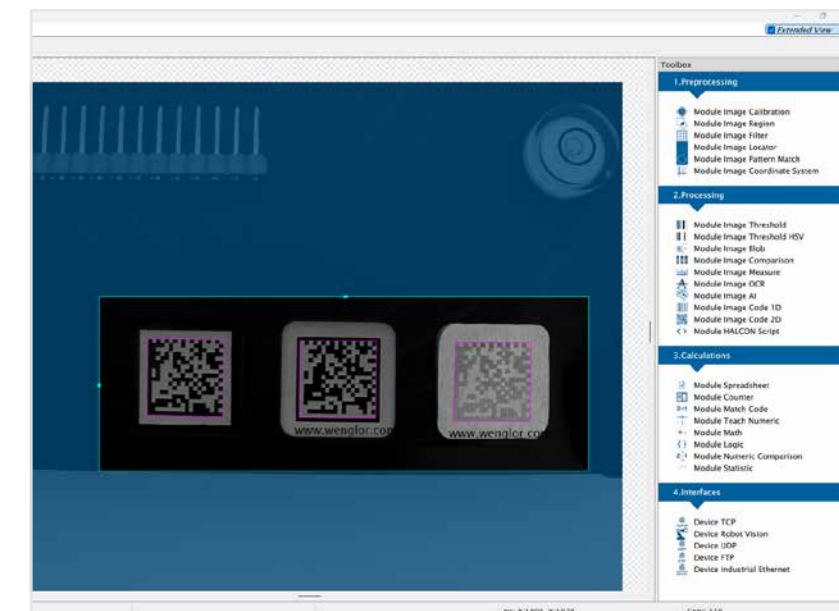 Extended View
Toolbox
1.Preprocessing
Module Image Calibration
Module Image Region
Module Image Filter
Module Image Locator
Module Image Pattern Match
Module Image Coordinate System
2.Processing
Module Image Threshold
Module Image Threshold HSV
Module Image Blob
Module Image Comparison
Module Image Measure
Module Image OCR
Module Image AI
Module Image Code 1D
Module Image Code 2D
Module HALCON Script
3.Calculations
Module Spreadsheet
Module Counter
Module Match Code
Module Teach Numeric
Module Math
Module Logic
Module Numeric Comparison
Module Statistic
4.Interfaces
Device TCP
Device Robot Vision
Device UDP
Device FTP
Device Industrial Ethernet
www.wenglor.con
www.wenglor.co